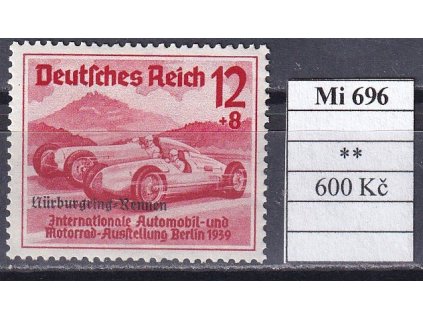 Deutsches Reich 12
+8
Nürburgring-Rennen
Internationale Automobil-und
Motorrad-Ausstellung Berlin 1939
Mi 696
**
600 Kč